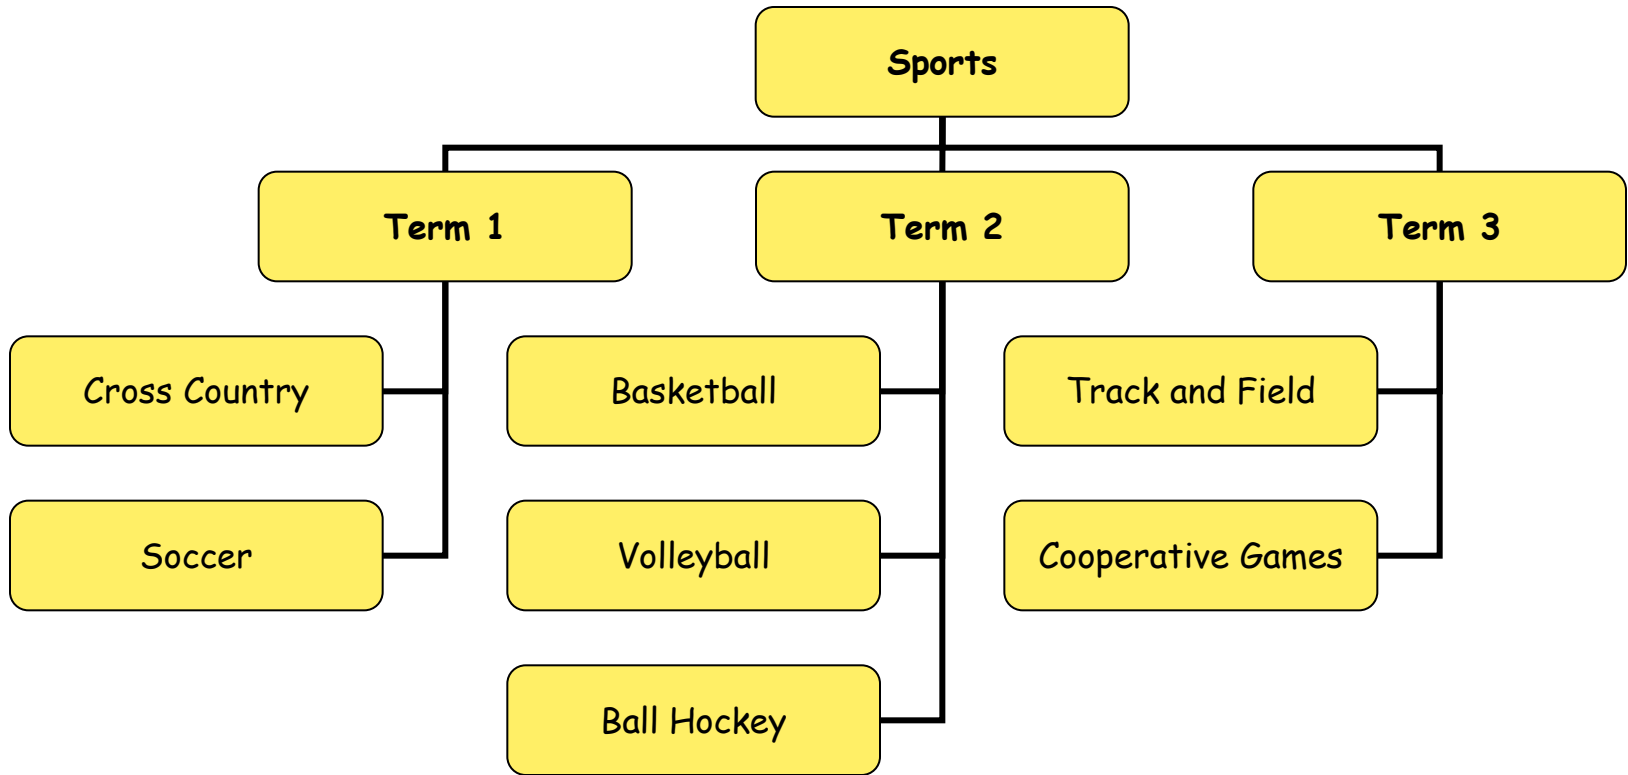 Sports
Term 1
Term 2
Term 3
Cross Country
Basketball
Track and Field
Soccer
Volleyball
Cooperative Games
Ball Hockey